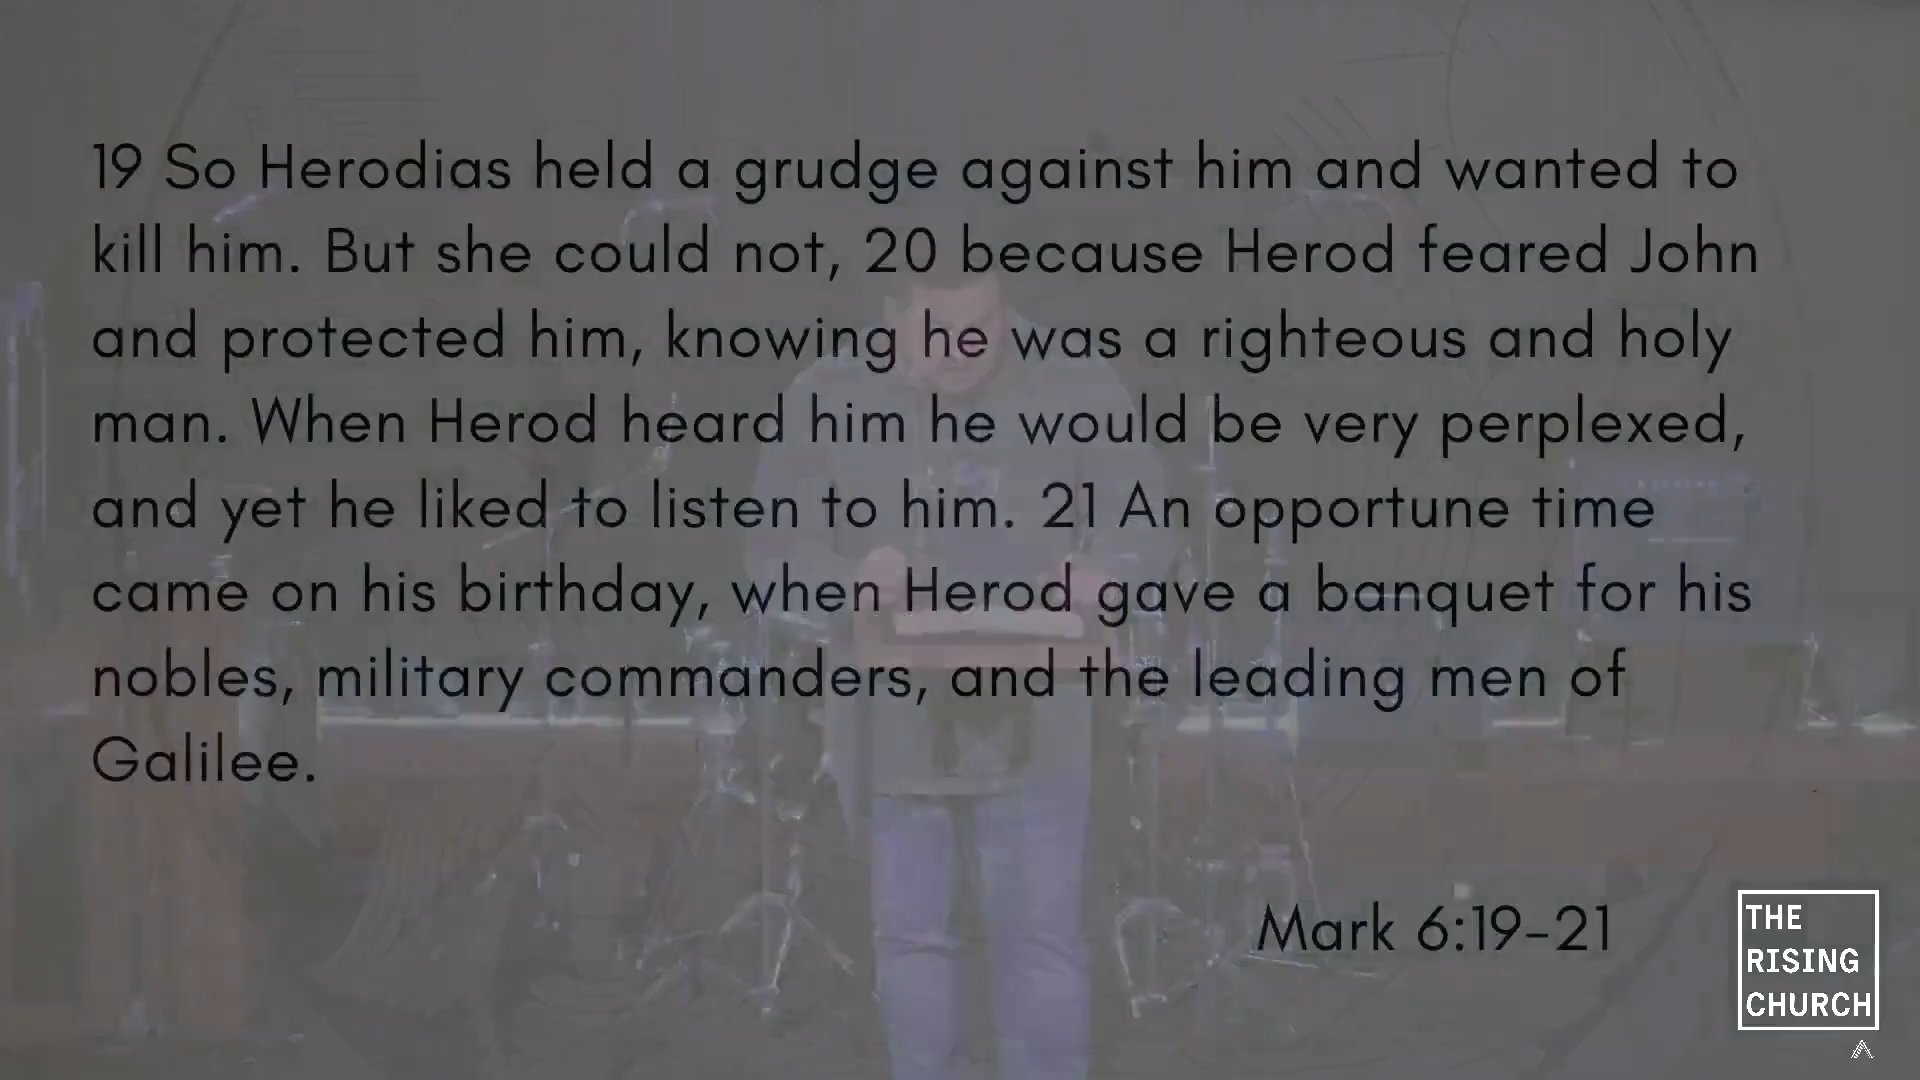 19 So Herodias held a grudge against him and wanted to
kill him. But she could not, 20 because Herod feared John
and protected him, knowing he was a righteous and holy
man. When Herod heard him he would be very perplexed,
and yet he liked to listen to him. 21 An opportune time
came on his birthday, when Herod gave a banquet for his
nobles, military commanders, and the leading men of
Galilee.
Mark 6:19-21
THE
RISING
CHURCH